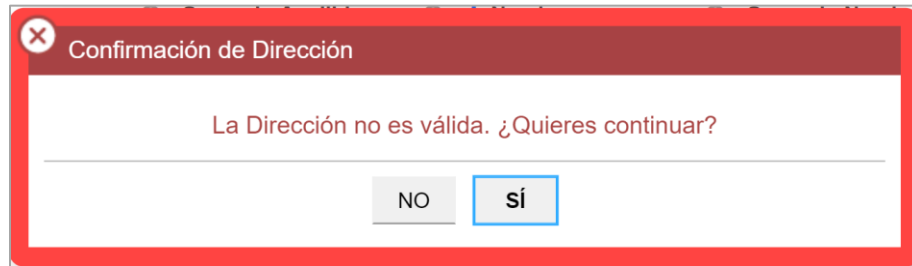 Confirmación de Dirección
La Dirección no es válida. ¿Quieres continuar?
NO
SÍ